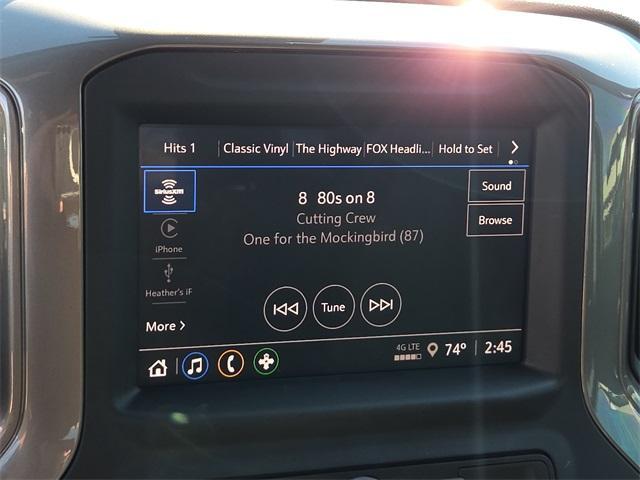 Hits 1 Classic Vinyl The Highway FOX Headli... Hold to Set
SiriusXM
8 80s on 8
Sound
Cutting Crew
Browse
One for the Mockingbird (87)
iPhone
Heather's iF
Tune
More
4G LTE
74° 2:45